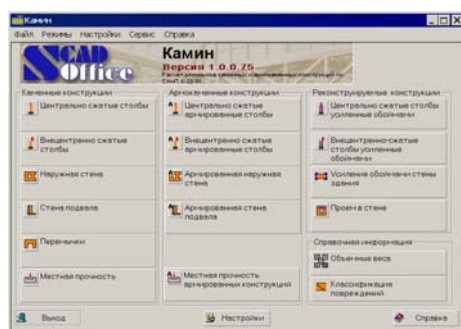 Камин
Файл Режимы Настройки Сервис Справка
SCAD Office
Камин
Версия 1.0.0.75
Каменные конструкции
Центрально сжатые столбы
Внецентренно сжатые столбы
Наружная стена
Стена подвала
Перемычки
Местная прочность
Армокаменные конструкции
Центрально сжатые
армированные столбы
Внецентренно сжатые
армированные столбы
Армированная наружная
стена
Армированная стена
подвала
Местная прочность
армированных конструкций
Реконструируемые конструкции
Центрально сжатые столбы
усиленные обоймами
Внецентренно-сжатые
столбы усиленные
обоймами
Усиление обоймами стены
здания
Проем в стене
Справочная информация
Объемные веса
Классификация
повреждений
Выход
Настройки
Справка